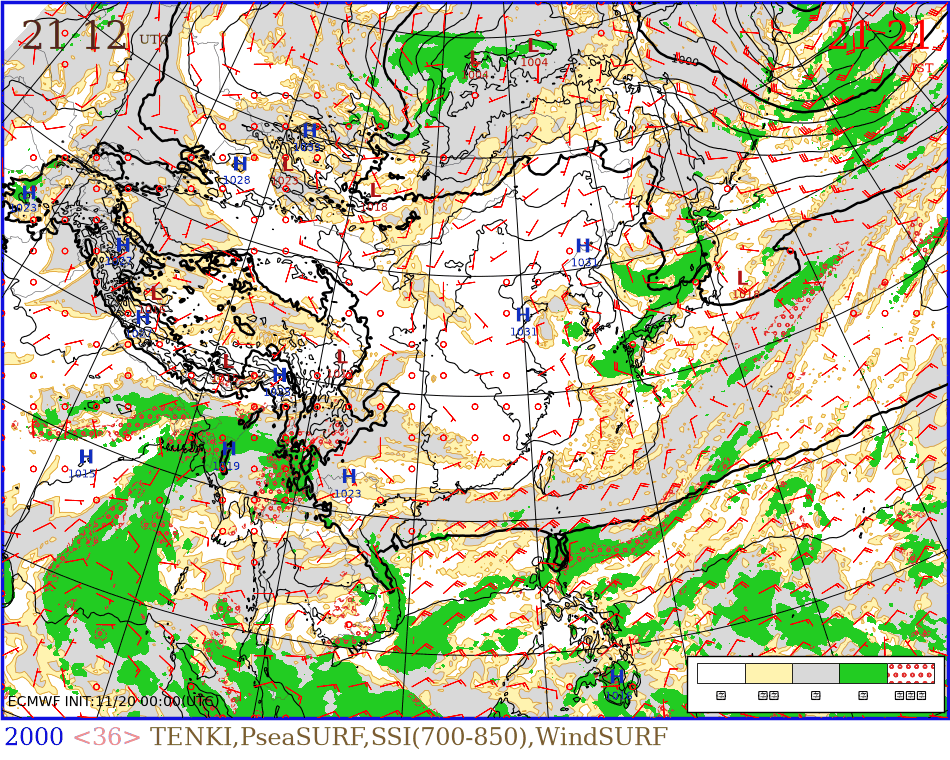 21 12 UTC
21 21
JST
L 1004
L 1004
1000
H 1035
H 1028
L
L 1018
H 1023
H
H 1031
L
L
H
H 1031
L
L
H
H 1019
H 1015
H 1023
H
ECMWF INIT:11/20 00:00(UTC)
2000 <36> TENKI,PseaSURF,SSI(700-850),WindSURF